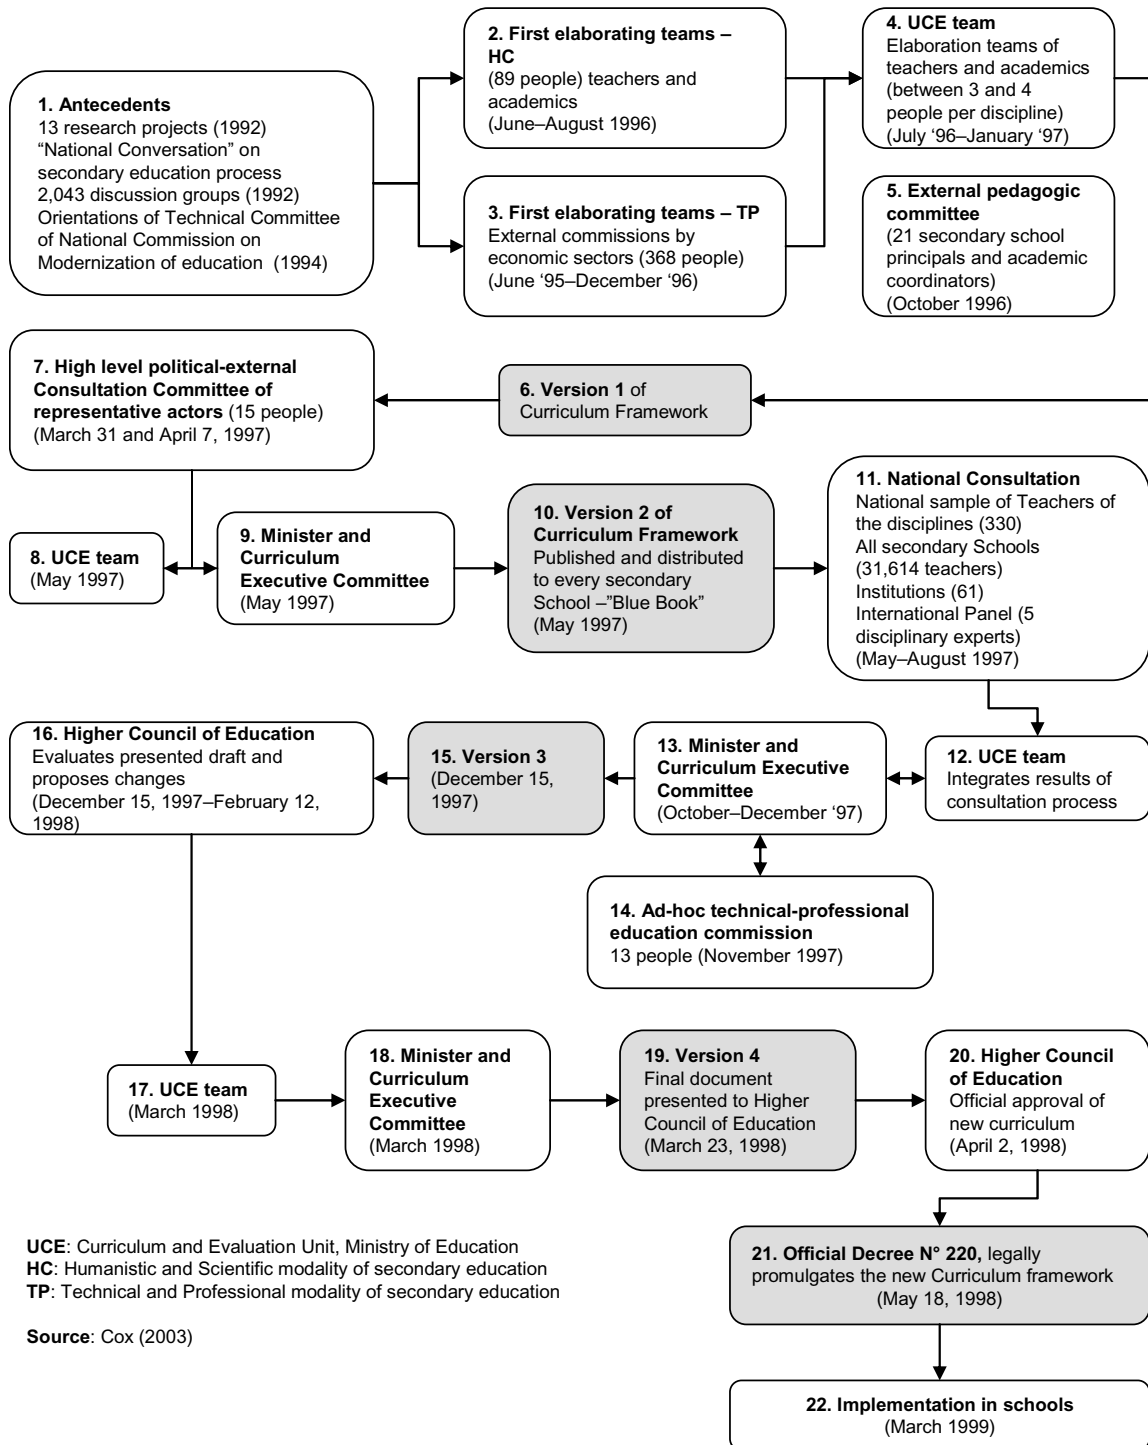 1. Antecedents
13 research projects (1992)
“National Conversation” on
secondary education process
2,043 discussion groups (1992)
Orientations of Technical Committee
of National Commission on
Modernization of education (1994)
2. First elaborating teams –
HC
(89 people) teachers and
academics
(June–August 1996)
3. First elaborating teams – TP
External commissions by
economic sectors (368 people)
(June ‘95–December ‘96)
4. UCE team
Elaboration teams of
teachers and academics
(between 3 and 4
people per discipline)
(July ‘96–January ‘97)
5. External pedagogic
committee
(21 secondary school
principals and academic
coordinators)
(October 1996)
6. Version 1 of
Curriculum Framework
7. High level political-external
Consultation Committee of
representative actors (15 people)
(March 31 and April 7, 1997)
8. UCE team
(May 1997)
9. Minister and
Curriculum
Executive Committee
(May 1997)
10. Version 2 of
Curriculum Framework
Published and distributed
to every secondary
School –”Blue Book”
(May 1997)
11. National Consultation
National sample of Teachers of
the disciplines (330)
All secondary Schools
(31,614 teachers)
Institutions (61)
International Panel (5
disciplinary experts)
(May–August 1997)
12. UCE team
Integrates results of
consultation process
13. Minister and
Curriculum Executive
Committee
(October–December ‘97)
14. Ad-hoc technical-professional
education commission
13 people (November 1997)
15. Version 3
(December 15,
1997)
16. Higher Council of Education
Evaluates presented draft and
proposes changes
(December 15, 1997–February 12,
1998)
17. UCE team
(March 1998)
18. Minister and
Curriculum
Executive
Committee
(March 1998)
19. Version 4
Final document
presented to Higher
Council of Education
(March 23, 1998)
20. Higher Council
of Education
Official approval of
new curriculum
(April 2, 1998)
21. Official Decree N° 220, legally
promulgates the new Curriculum framework
(May 18, 1998)
22. Implementation in schools
(March 1999)
UCE: Curriculum and Evaluation Unit, Ministry of Education
HC: Humanistic and Scientific modality of secondary education
TP: Technical and Professional modality of secondary education
Source: Cox (2003)